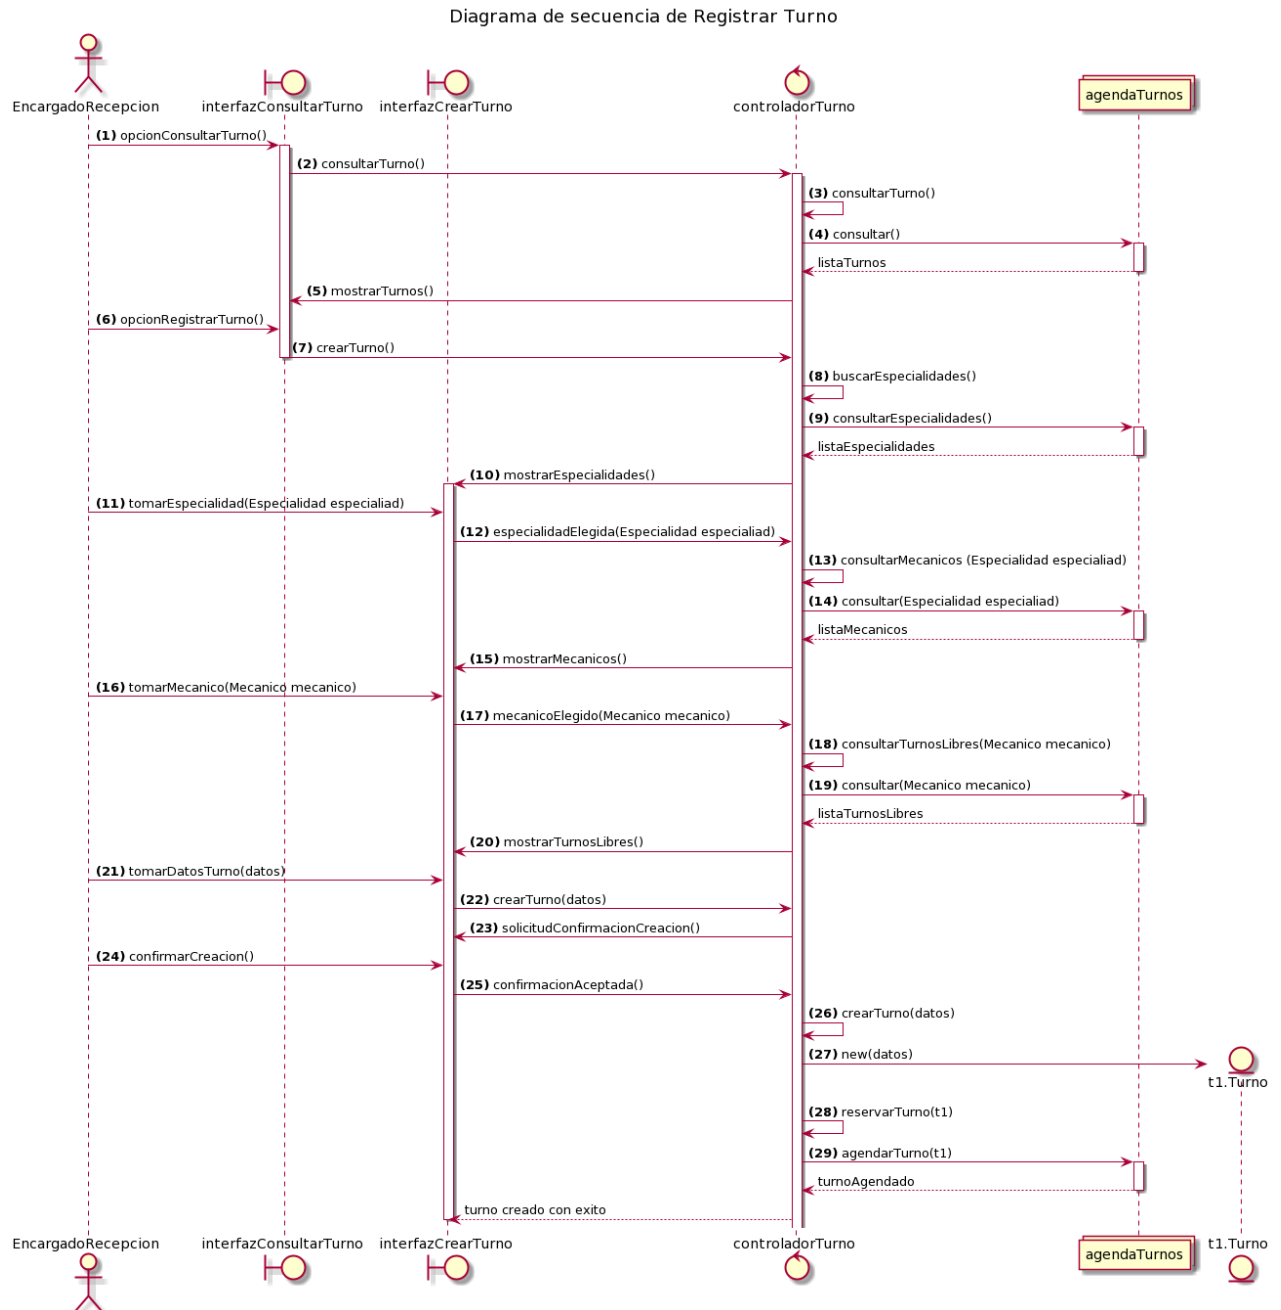 Diagrama de secuencia de Registrar Turno
EncargadoRecepcion
interfazConsultarTurno
interfazCrearTurno
controladorTurno
agendaTurnos
(1) opcionConsultarTurno()
(2) consultarTurno()
(3) consultarTurno()
(4) consultar()
listaTurnos
(5) mostrarTurnos()
(6) opcionRegistrarTurno()
(7) crearTurno()
(8) buscarEspecialidades()
(9) consultarEspecialidades()
listaEspecialidades
(10) mostrarEspecialidades()
(11) tomarEspecialidad(Especialidad especialiad)
(12) especialidadElegida(Especialidad especialiad)
(13) consultarMecanicos (Especialidad especialiad)
(14) consultar(Especialidad especialiad)
listaMecanicos
(15) mostrarMecanicos()
(16) tomarMecanico(Mecanico mecanico)
(17) mecanicoElegido(Mecanico mecanico)
(18) consultarTurnosLibres(Mecanico mecanico)
(19) consultar(Mecanico mecanico)
listaTurnosLibres
(20) mostrarTurnosLibres()
(21) tomarDatosTurno(datos)
(22) crearTurno(datos)
(23) solicitudConfirmacionCreacion()
(24) confirmarCreacion()
(25) confirmacionAceptada()
(26) crearTurno(datos)
(27) new(datos)
t1.Turno
(28) reservarTurno(t1)
(29) agendarTurno(t1)
turnoAgendado
turno creado con exito
EncargadoRecepcion
interfazConsultarTurno
interfazCrearTurno
controladorTurno
agendaTurnos
t1.Turno